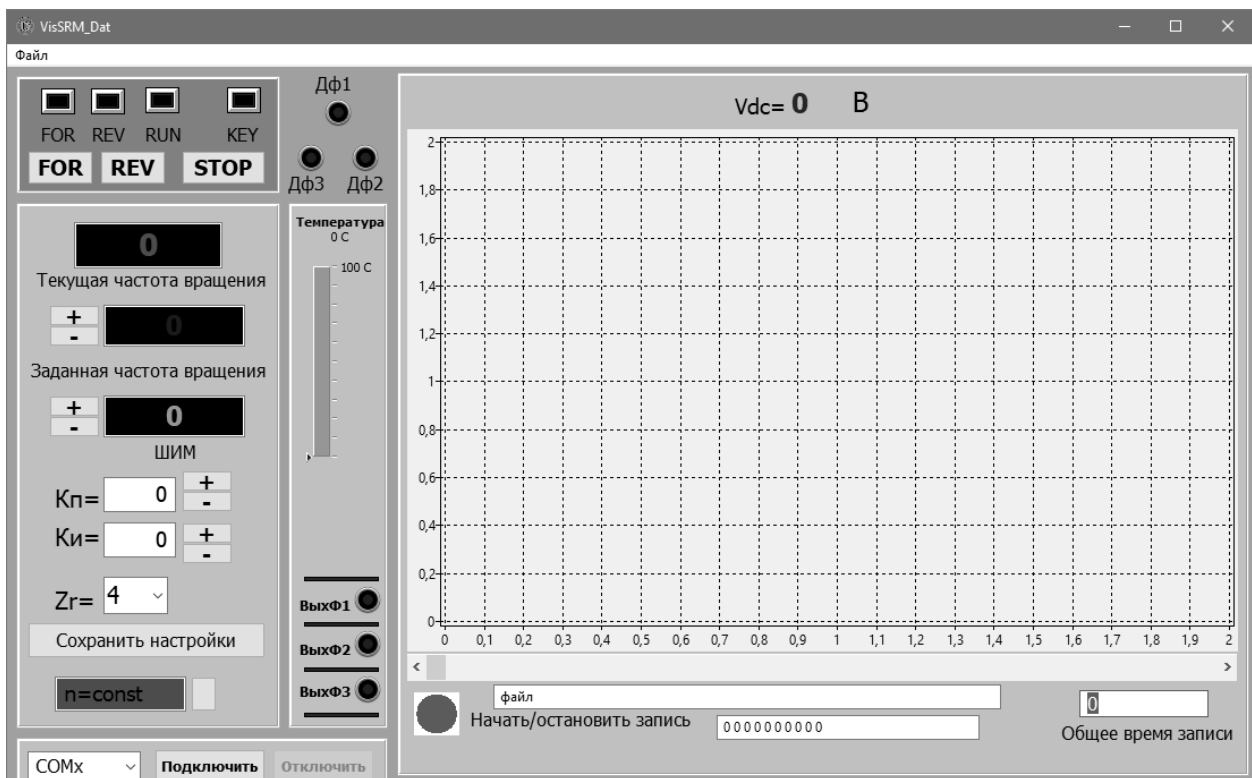 VisSRM_Dat
Файл
FOR REV RUN KEY
FOR REV STOP
Дф1
Дф3 Дф2
0
Текущая частота вращения
+
-
0
Заданная частота вращения
+
-
0
ШИМ
Кп= 0 + -
Ки= 0 + -
Zr= 4
Сохранить настройки
n=const
COMx Подключить Отключить
Температура
0 C
100 C
ВыхФ1
ВыхФ2
ВыхФ3
Vdc= 0 В
2
1,8
1,6
1,4
1,2
1
0,8
0,6
0,4
0,2
0
0 0,1 0,2 0,3 0,4 0,5 0,6 0,7 0,8 0,9 1 1,1 1,2 1,3 1,4 1,5 1,6 1,7 1,8 1,9 2
файл
Начать/остановить запись
0000000000
0
Общее время записи